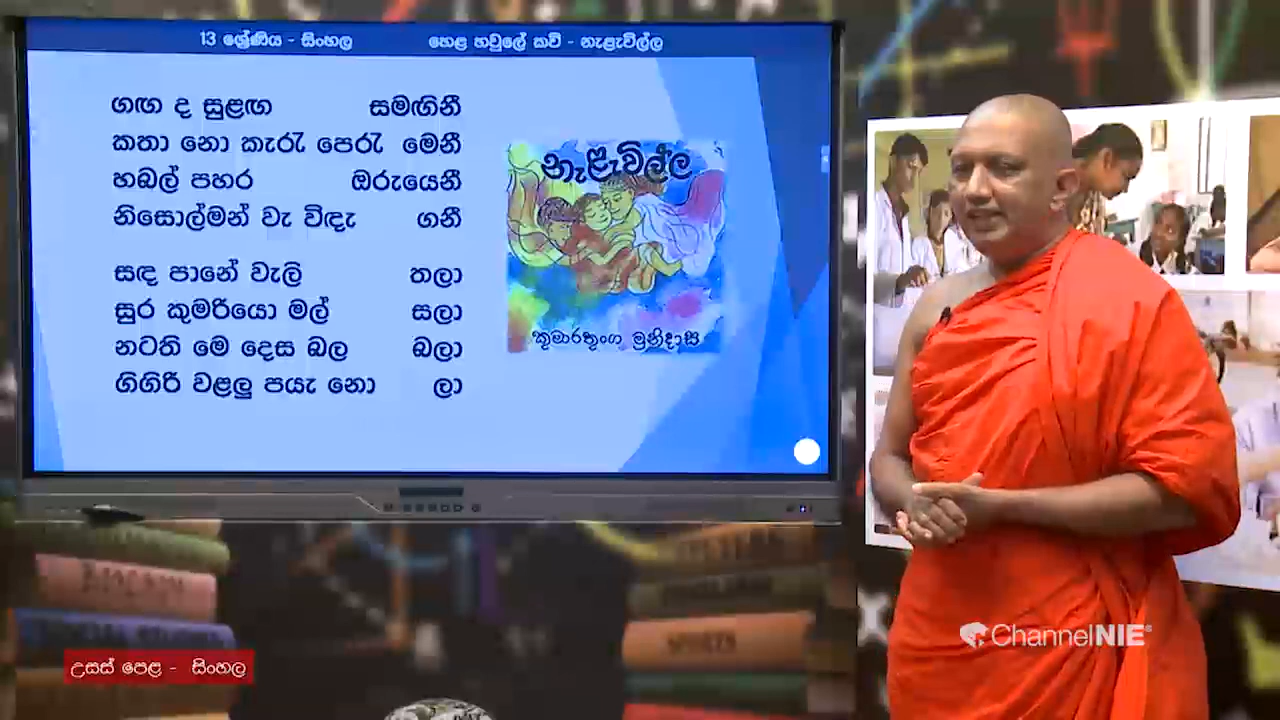 13 ශ්‍රේණිය - සිංහල හෙළ හවුලේ කවි - නැළැවිල්ල
ගඟ ද සුළඟ සමඟිනී
කතා නො කැරැ පෙරැ මෙනී
හබල් පහර ඔරුයෙනී
නිසොල්මන් වැ විඳැ ගනී
සඳ පානේ වැලි තලා
සුර කුමරියො මල් සලා
නටති මෙ දෙස බල බලා
ගිගිරි වළලු පයැ නො ලා
නැළැවිල්ල
කුමාරතුංග මුනිදාස
SPORTS
ChannelNIE
උසස් පෙළ - සිංහල